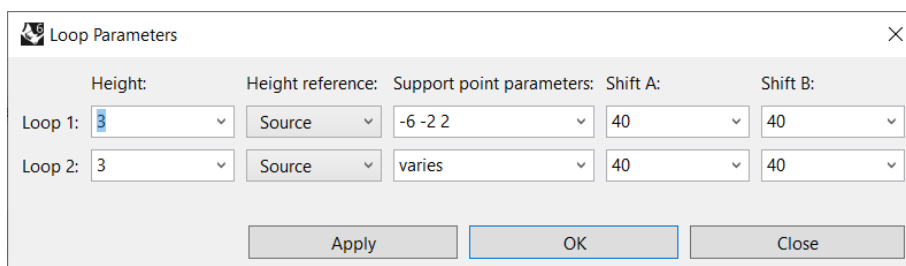 6 Loop Parameters
Height: Height reference: Support point parameters: Shift A: Shift B:
Loop 1: 3 Source -6 -2 2 40 40
Loop 2: 3 Source varies 40 40
Apply OK Close